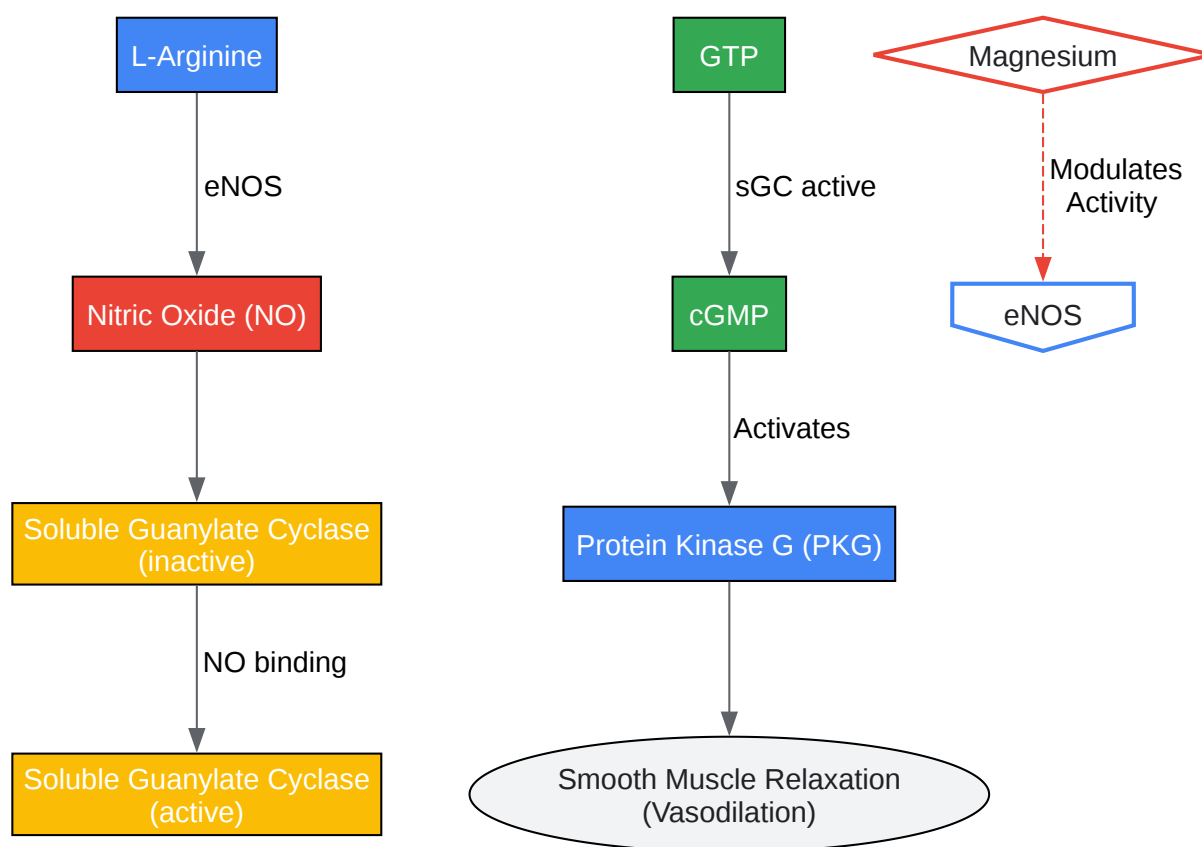 L-Arginine
eNOS
Nitric Oxide (NO)
Soluble Guanylate Cyclase
(inactive)
NO binding
Soluble Guanylate Cyclase
(active)
GTP
sGC active
cGMP
Activates
Protein Kinase G (PKG)
Smooth Muscle Relaxation
(Vasodilation)
Magnesium
Modulates
Activity
eNOS